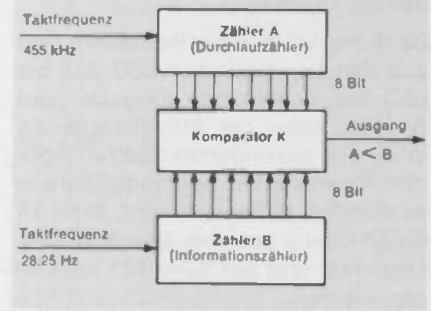 Taktfrequenz
455 kHz
Zähler A
(Durchlaufzähler)
8 Bit
Komparator K
Ausgang
A < B
8 Bit
Taktfrequenz
28.25 Hz
Zähler B
(Informationszähler)